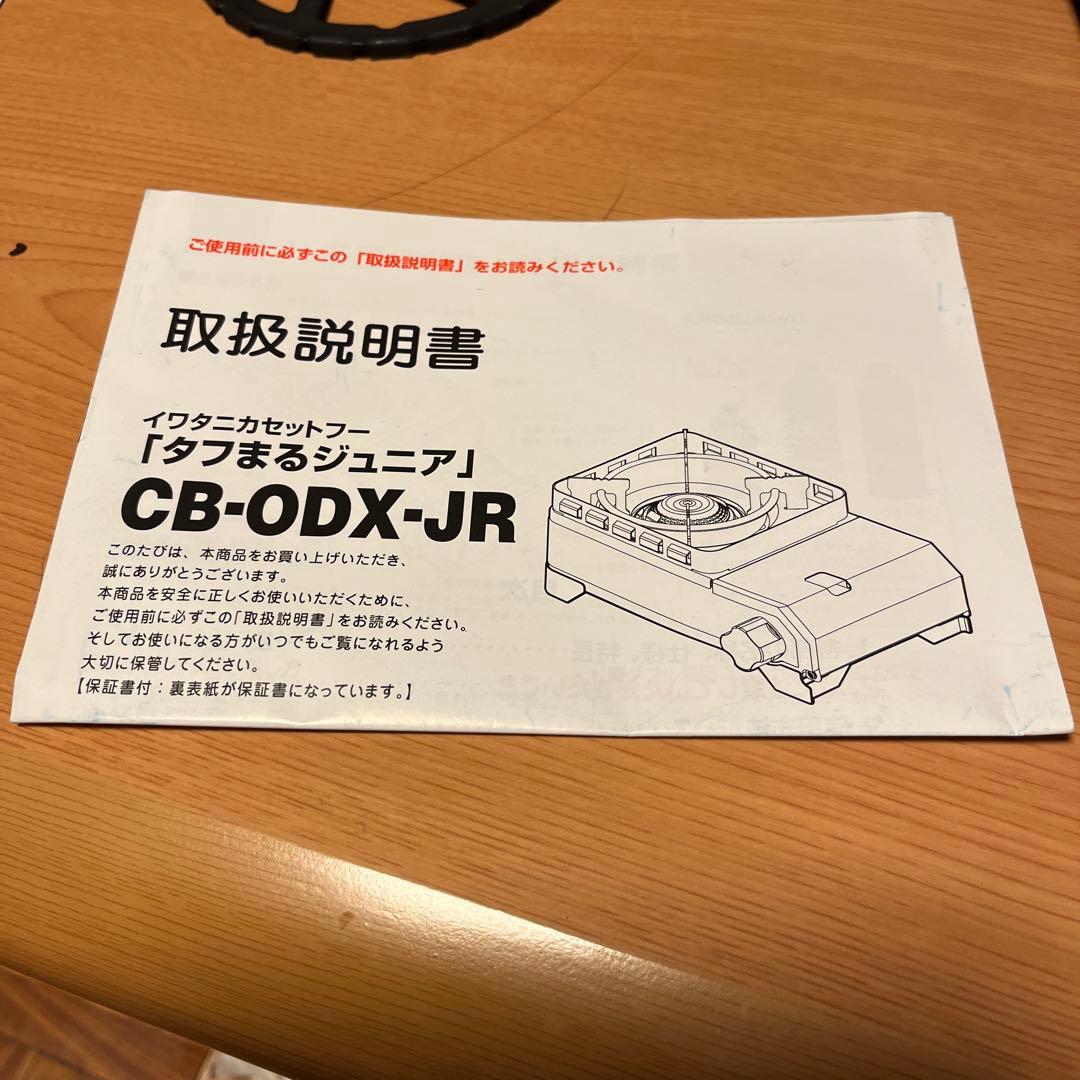 ご使用前に必ずこの「取扱説明書」をお読みください。
取扱説明書
イワタニカセットフー
「タフまるジュニア」
CB-ODX-JR
このたびは、本商品をお買い上げいただき、
誠にありがとうございます。
本商品を安全に正しくお使いいただくために、
ご使用前に必ずこの「取扱説明書」をお読みください。
そしてお使いになる方がいつでもご覧になれるよう
大切に保管してください。
【保証書付：裏表紙が保証書になっています。】